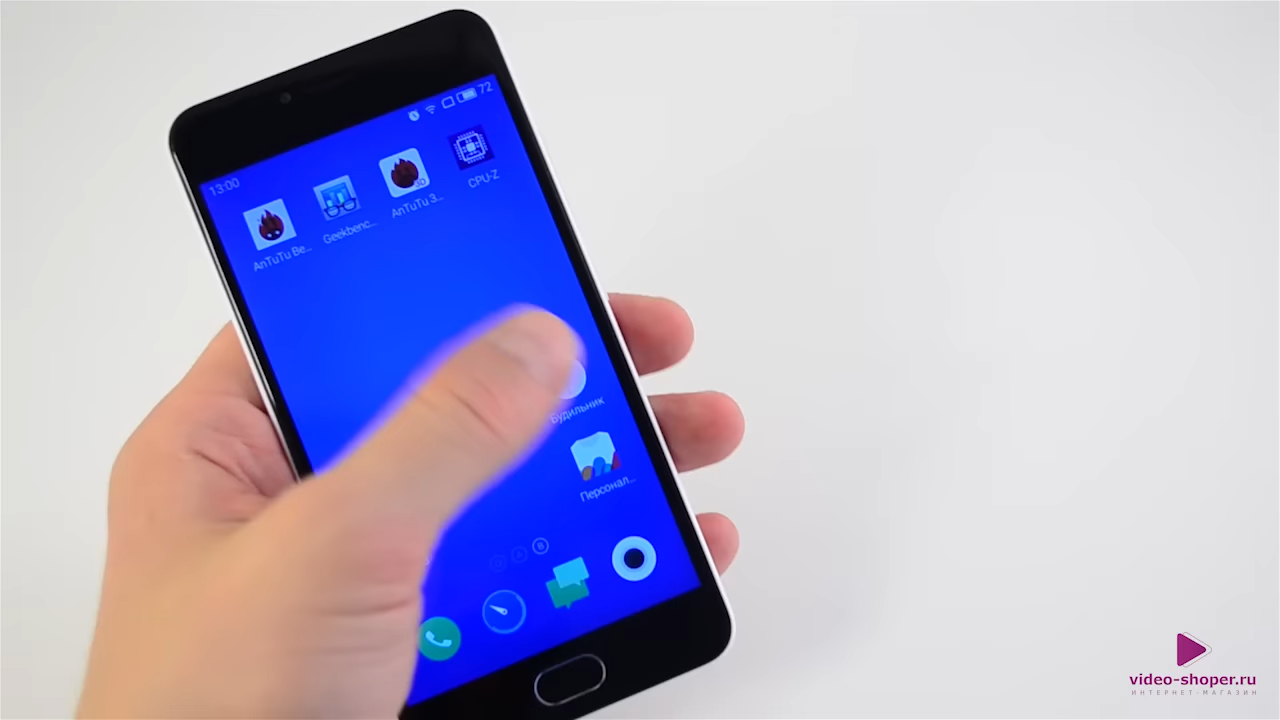 13:00
72
AnTuTu Be...
Geekbenc...
AnTuTu 3...
CPU-Z
Будильник
Персонал...
B
video-shoper.ru
ИНТЕРНЕТ-МАГАЗИН